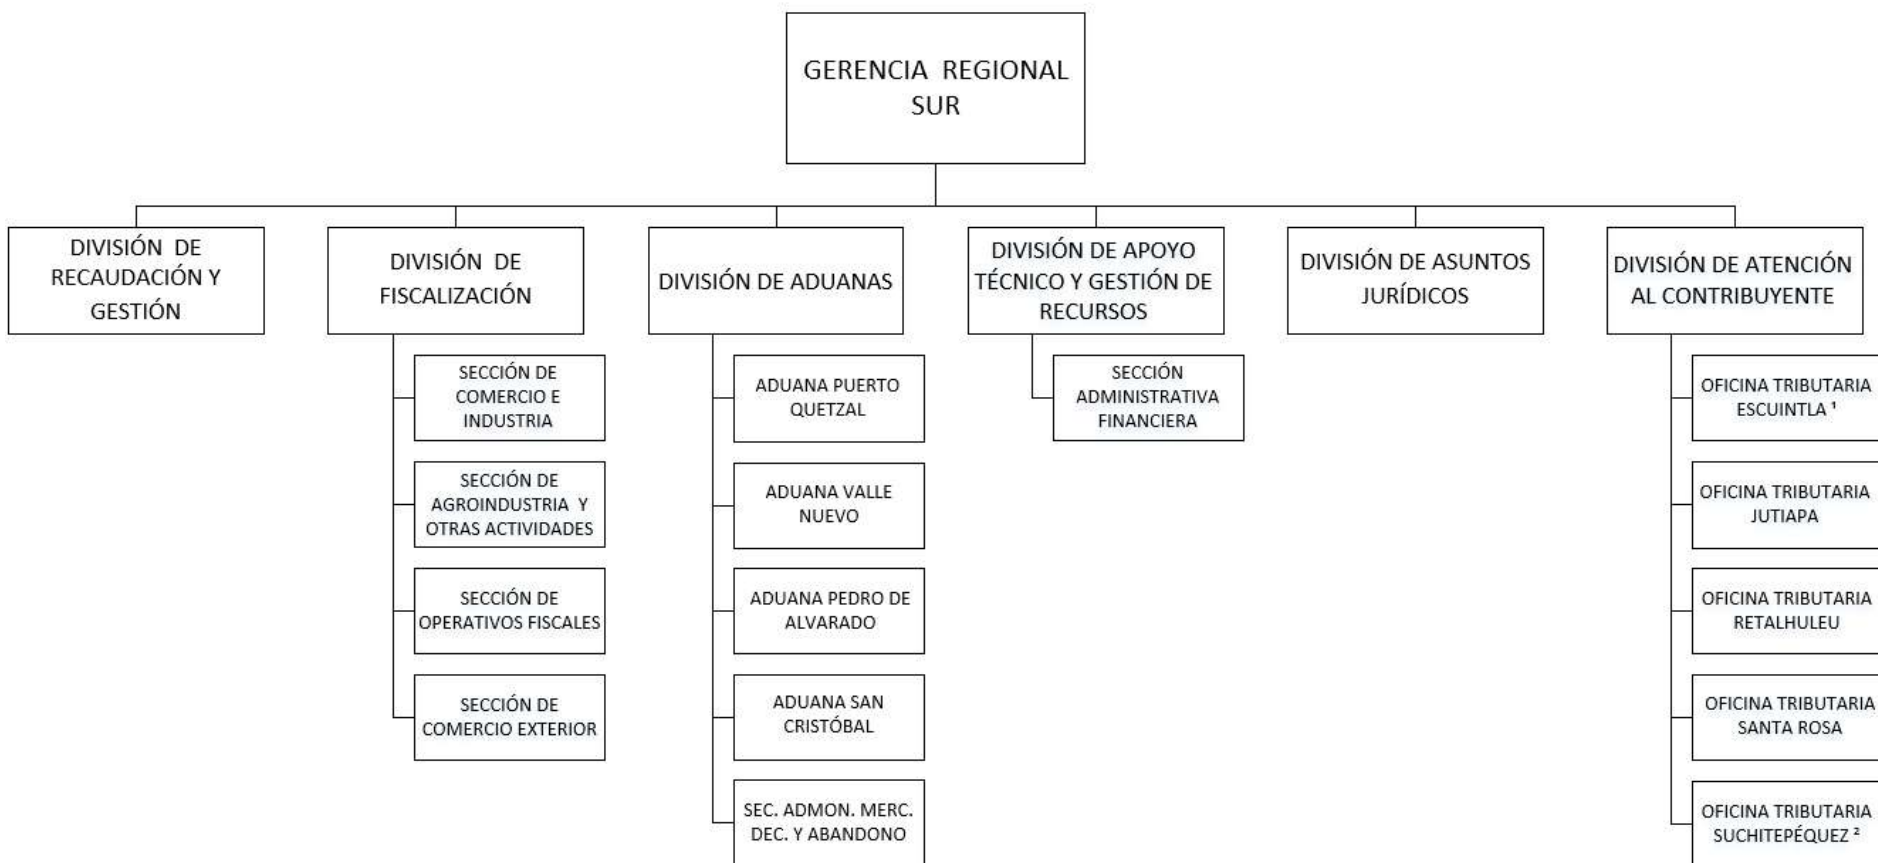 GERENCIA REGIONAL
SUR
DIVISIÓN DE
RECAUDACIÓN Y
GESTIÓN
DIVISIÓN DE
FISCALIZACIÓN
DIVISIÓN DE ADUANAS
DIVISIÓN DE APOYO
TÉCNICO Y GESTIÓN DE
RECURSOS
DIVISIÓN DE ASUNTOS
JURÍDICOS
DIVISIÓN DE ATENCIÓN
AL CONTRIBUYENTE
SECCIÓN DE
COMERCIO E
INDUSTRIA
SECCIÓN DE
AGROINDUSTRIA Y
OTRAS ACTIVIDADES
SECCIÓN DE
OPERATIVOS FISCALES
SECCIÓN DE
COMERCIO EXTERIOR
ADUANA PUERTO
QUETZAL
ADUANA VALLE
NUEVO
ADUANA PEDRO DE
ALVARADO
ADUANA SAN
CRISTÓBAL
SEC. ADMON. MERC.
DEC. Y ABANDONO
SECCIÓN
ADMINISTRATIVA
FINANCIERA
OFICINA TRIBUTARIA
ESCUINTLA ¹
OFICINA TRIBUTARIA
JUTIAPA
OFICINA TRIBUTARIA
RETALHULEU
OFICINA TRIBUTARIA
SANTA ROSA
OFICINA TRIBUTARIA
SUCHITEPÉQUEZ ²